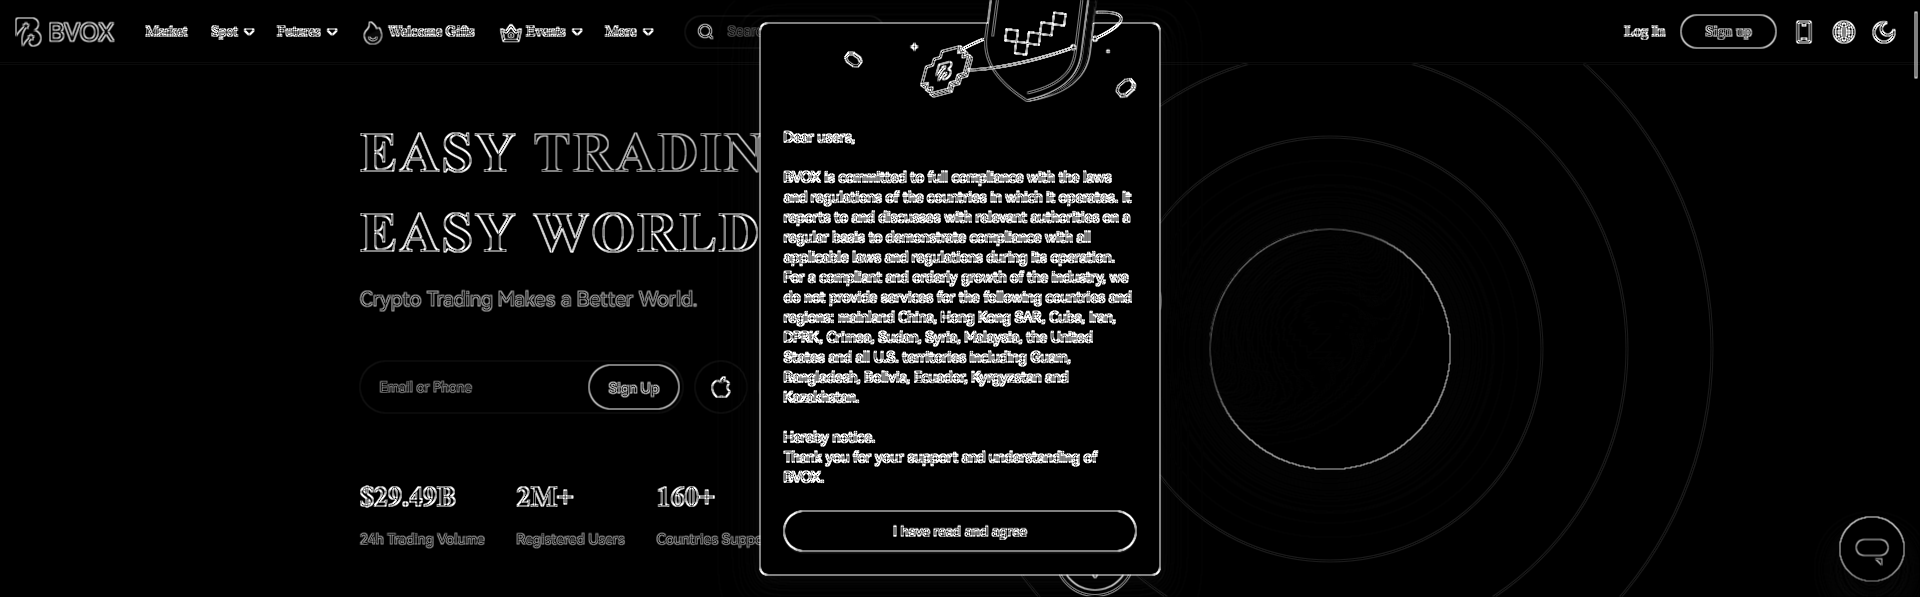 BVOX
Market Spot Futures Welcome Gifts Events More
Log In Sign up
EASY TRADIN
EASY WORLD
Crypto Trading Makes a Better World.
Email or Phone Sign Up
$29.49B 2M+ 160+
24h Trading Volume Registered Users Countries Suppo
Dear users,
BVOX is committed to full compliance with the laws
and regulations of the countries in which it operates. It
reports to and discusses with relevant authorities on a
regular basis to demonstrate compliance with all
applicable laws and regulations during its operation.
For a compliant and orderly growth of the industry, we
do not provide services for the following countries and
regions: mainland China, Hong Kong SAR, Cuba, Iran,
DPRK, Crimea, Sudan, Syria, Malaysia, the United
States and all U.S. territories including Guam,
Bangladesh, Bolivia, Ecuador, Kyrgyzstan and
Kazakhstan.
Hereby notice.
Thank you for your support and understanding of
BVOX.
I have read and agree